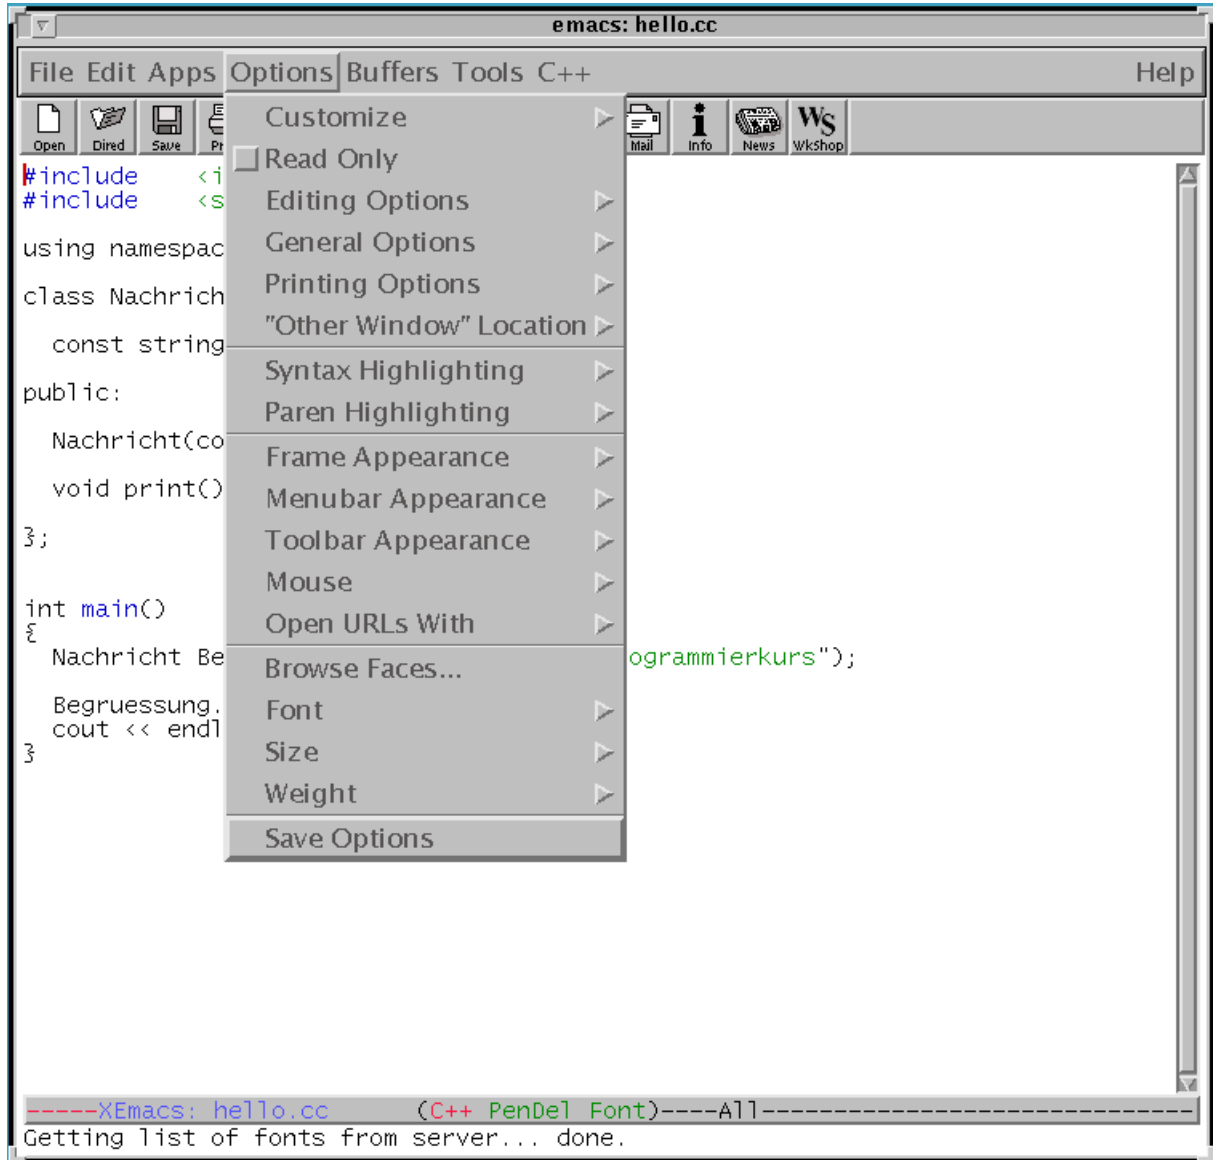 emacs: hello.cc
File Edit Apps Options Buffers Tools C++ Help
Open Dired Save Mail Info News WkShop
WS
Customize
Read Only
Editing Options
General Options
Printing Options
"Other Window" Location
Syntax Highlighting
Paren Highlighting
Frame Appearance
Menubar Appearance
Toolbar Appearance
Mouse
Open URLs With
Browse Faces...
Font
Size
Weight
Save Options
#include <i
#include <s
using namespac
class Nachrich
const string
public:
Nachricht(co
void print()
};
int main()
{
Nachricht Be ogrammierkurs");
Begruessung.
cout << endl
}
-----XEmacs: hello.cc (C++ PenDel Font)----All------------------------------
Getting list of fonts from server... done.